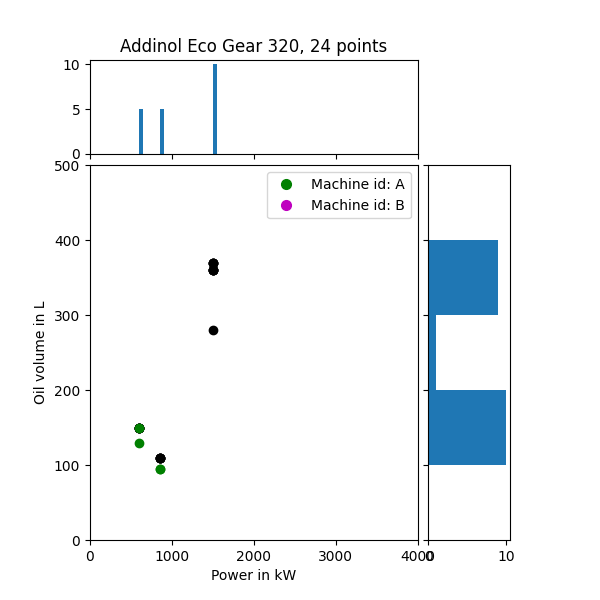 Addinol Eco Gear 320, 24 points
10
5
0
500
400
300
200
100
0
Oil volume in L
Machine id: A
Machine id: B
0 1000 2000 3000 4000
0 10
Power in kW